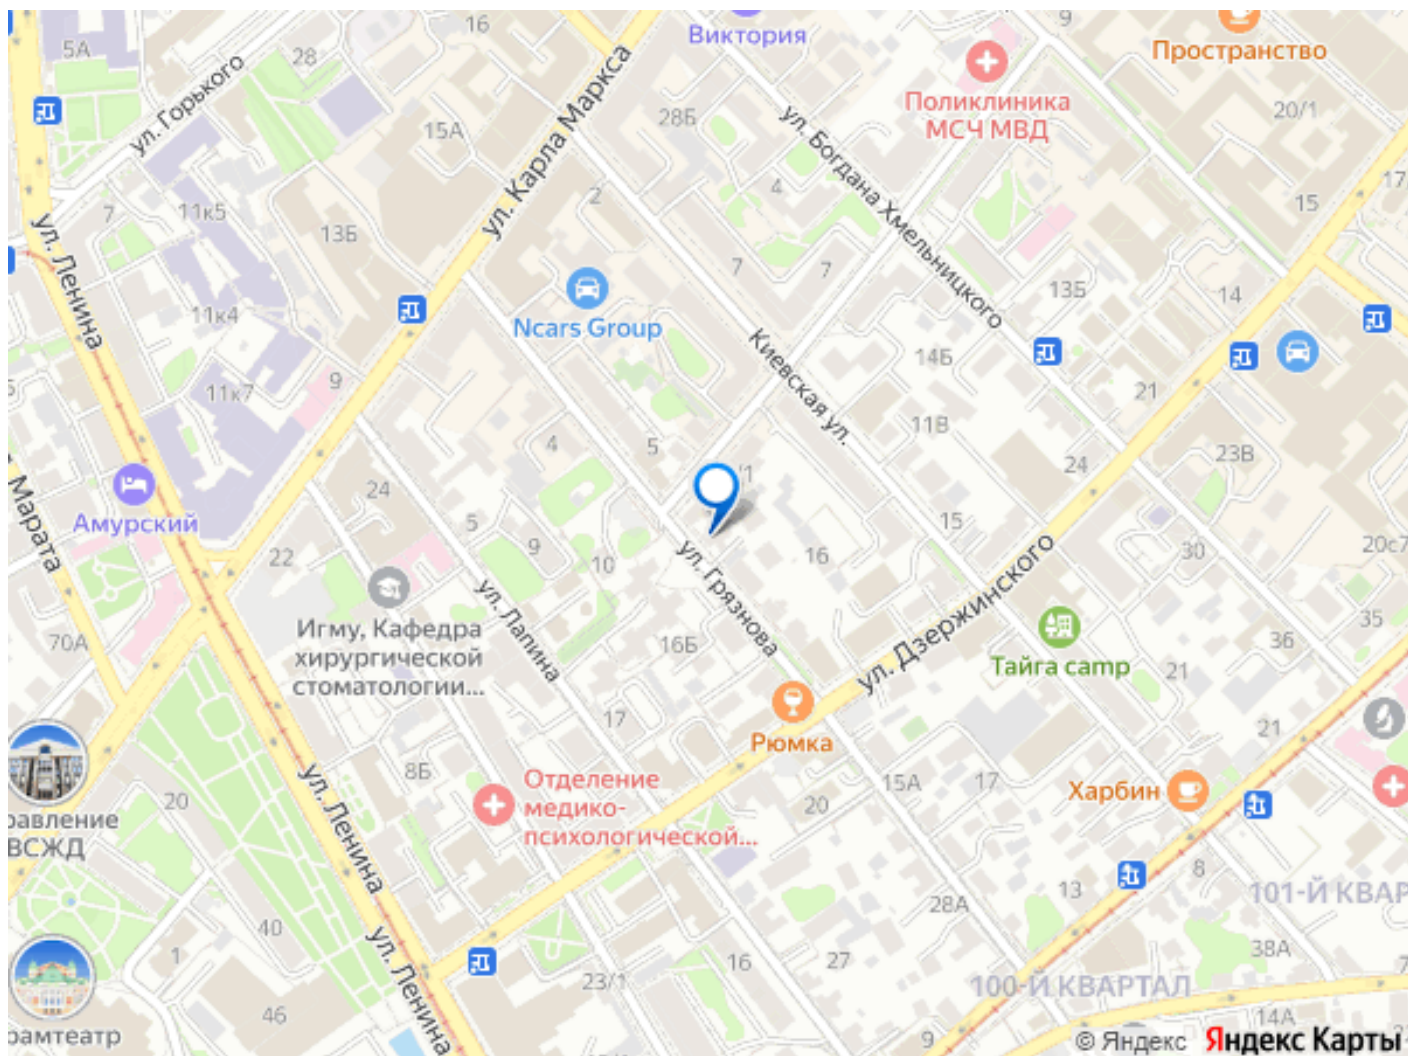 16
Виктория
9
Пространство
5А
28
ул. Горького
15А
ул. Карла Маркса
28Б
ул. Богдана Хмельницкого
Поликлиника
МСЧ МВД
20/1
17
7
11к5
13Б
2
4
15
ул. Ленина
7
7
13Б
14
11к4
Ncars Group
Киевская ул.
14Б
11к7
9
21
4
5
11В
23В
24
Марата
Амурский
24
/1
22
5
9
10
ул. Грязнова
16
15
30
20с7
70А
Игму, Кафедра
хирургической
стоматологии...
ул. Лапина
16Б
ул. Дзержинского
Тайга camp
36
35
21
17
Рюмка
21
равление
ВСЖД
20
ул. Ленина
8Б
Отделение
медико-
психологической...
20
15А
17
Харбин
8
13
101-Й КВАР
40
1
ул. Ленина
23/1
16
27
28А
38А
100-Й КВАРТАЛ
7
рамтеатр
46
9
14А
© Яндекс Яндекс Карты